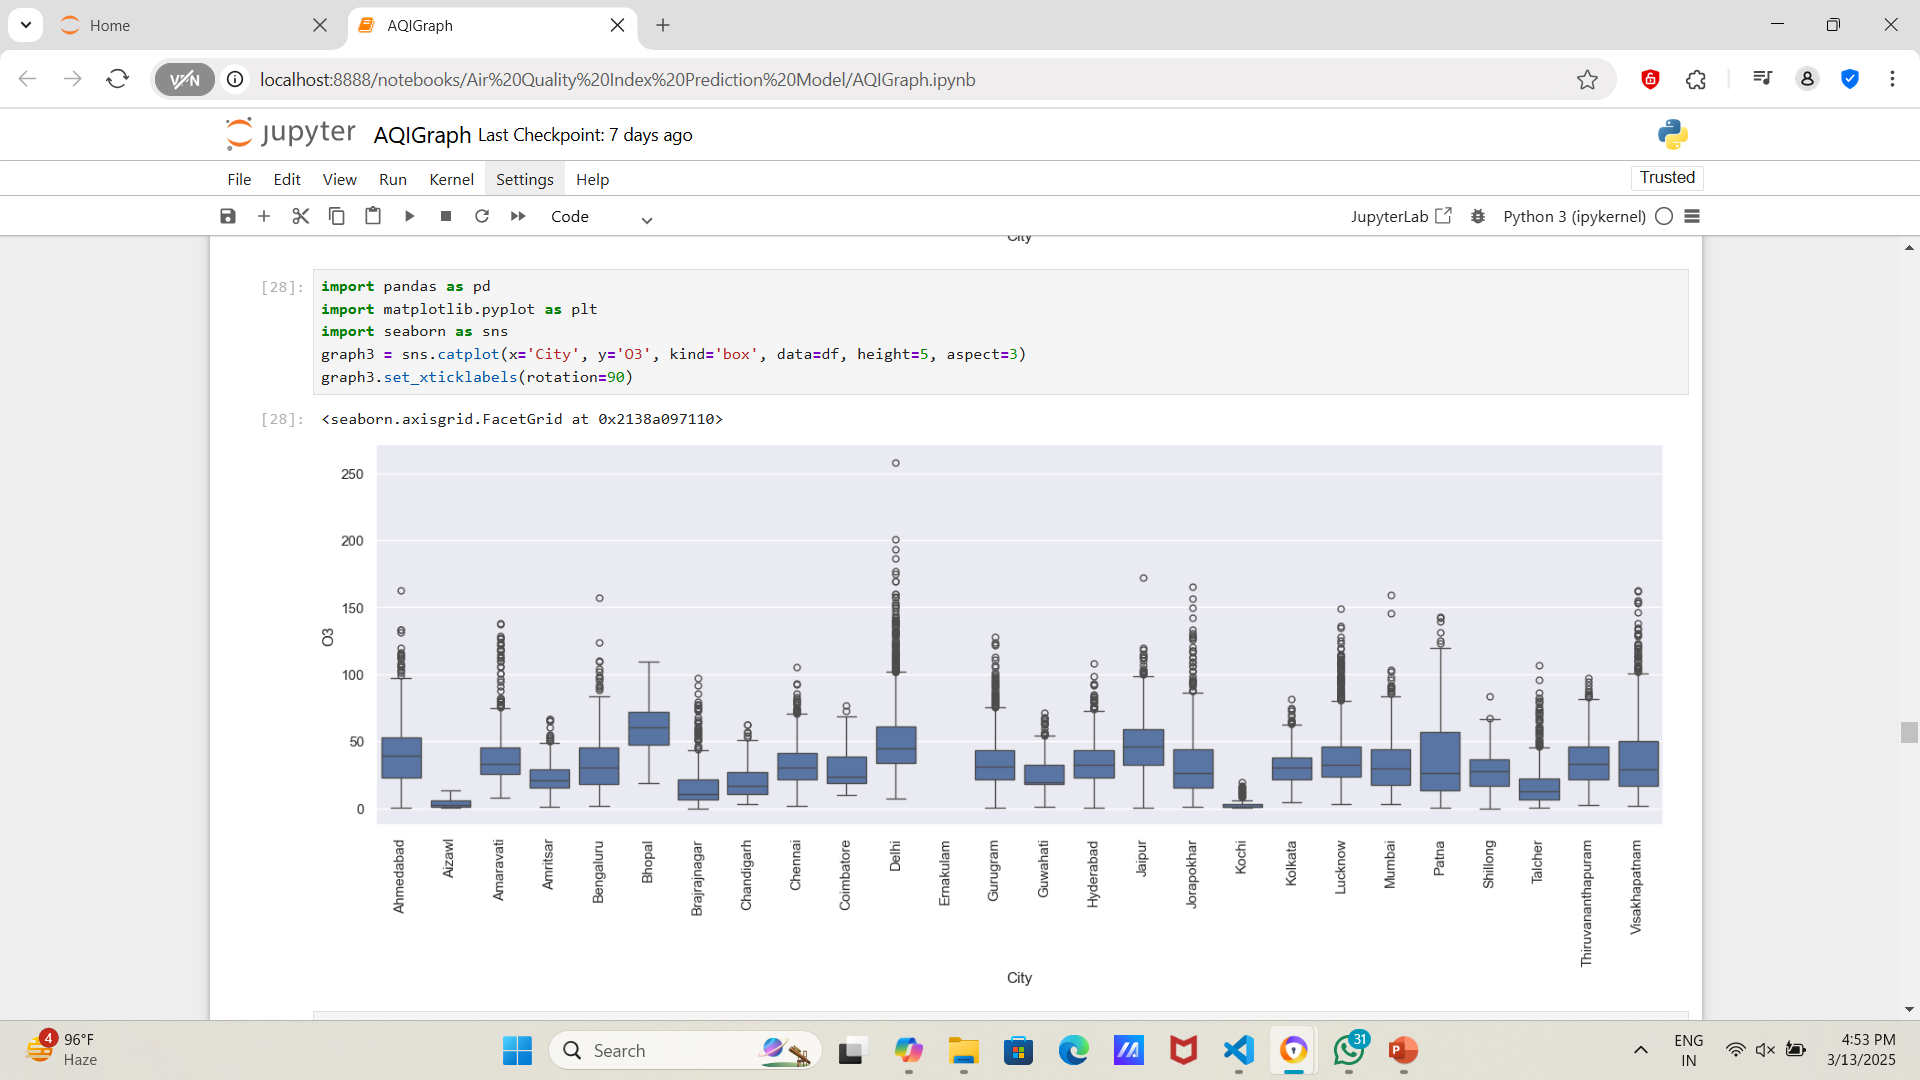 Home
AQIGraph
VPN
localhost:8888/notebooks/Air%20Quality%20Index%20Prediction%20Model/AQIGraph.ipynb
jupyter AQIGraph Last Checkpoint: 7 days ago
File Edit View Run Kernel Settings Help
Trusted
Code
JupyterLab
Python 3 (ipykernel)
City
[28]:
import pandas as pd
import matplotlib.pyplot as plt
import seaborn as sns
graph3 = sns.catplot(x='City', y='O3', kind='box', data=df, height=5, aspect=3)
graph3.set_xticklabels(rotation=90)
[28]: <seaborn.axisgrid.FacetGrid at 0x2138a097110>
250
200
150
100
50
0
O3
Ahmedabad
Aizawl
Amaravati
Amritsar
Bengaluru
Bhopal
Brajrajnagar
Chandigarh
Chennai
Coimbatore
Delhi
Ernakulam
Gurugram
Guwahati
Hyderabad
Jaipur
Jorapokhar
Kochi
Kolkata
Lucknow
Mumbai
Patna
Shillong
Talcher
Thiruvananthapuram
Visakhapatnam
City
4
96°F
Haze
Search
31
P
ENG
IN
4:53 PM
3/13/2025